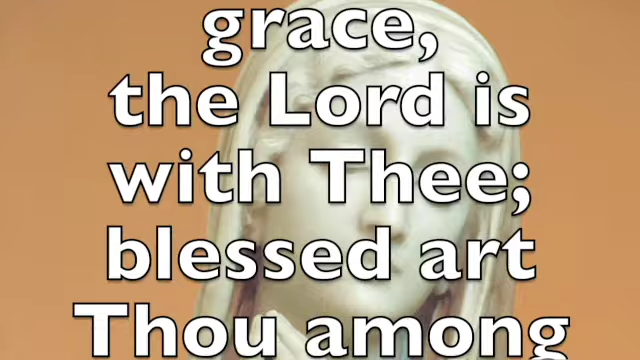 grace,
the Lord is
with Thee;
blessed art
Thou among